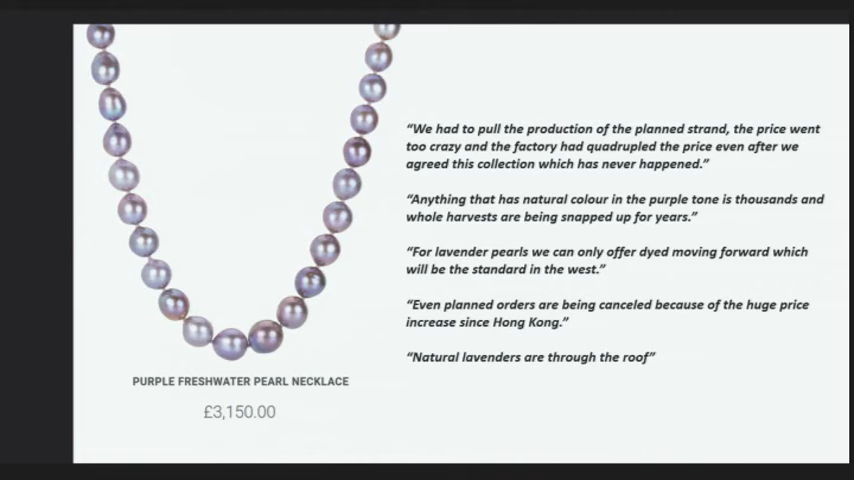 “We had to pull the production of the planned strand, the price went
too crazy and the factory had quadrupled the price even after we
agreed this collection which has never happened.”
“Anything that has natural colour in the purple tone is thousands and
whole harvests are being snapped up for years.”
“For lavender pearls we can only offer dyed moving forward which
will be the standard in the west.”
“Even planned orders are being canceled because of the huge price
increase since Hong Kong.”
“Natural lavenders are through the roof”
PURPLE FRESHWATER PEARL NECKLACE
£3,150.00